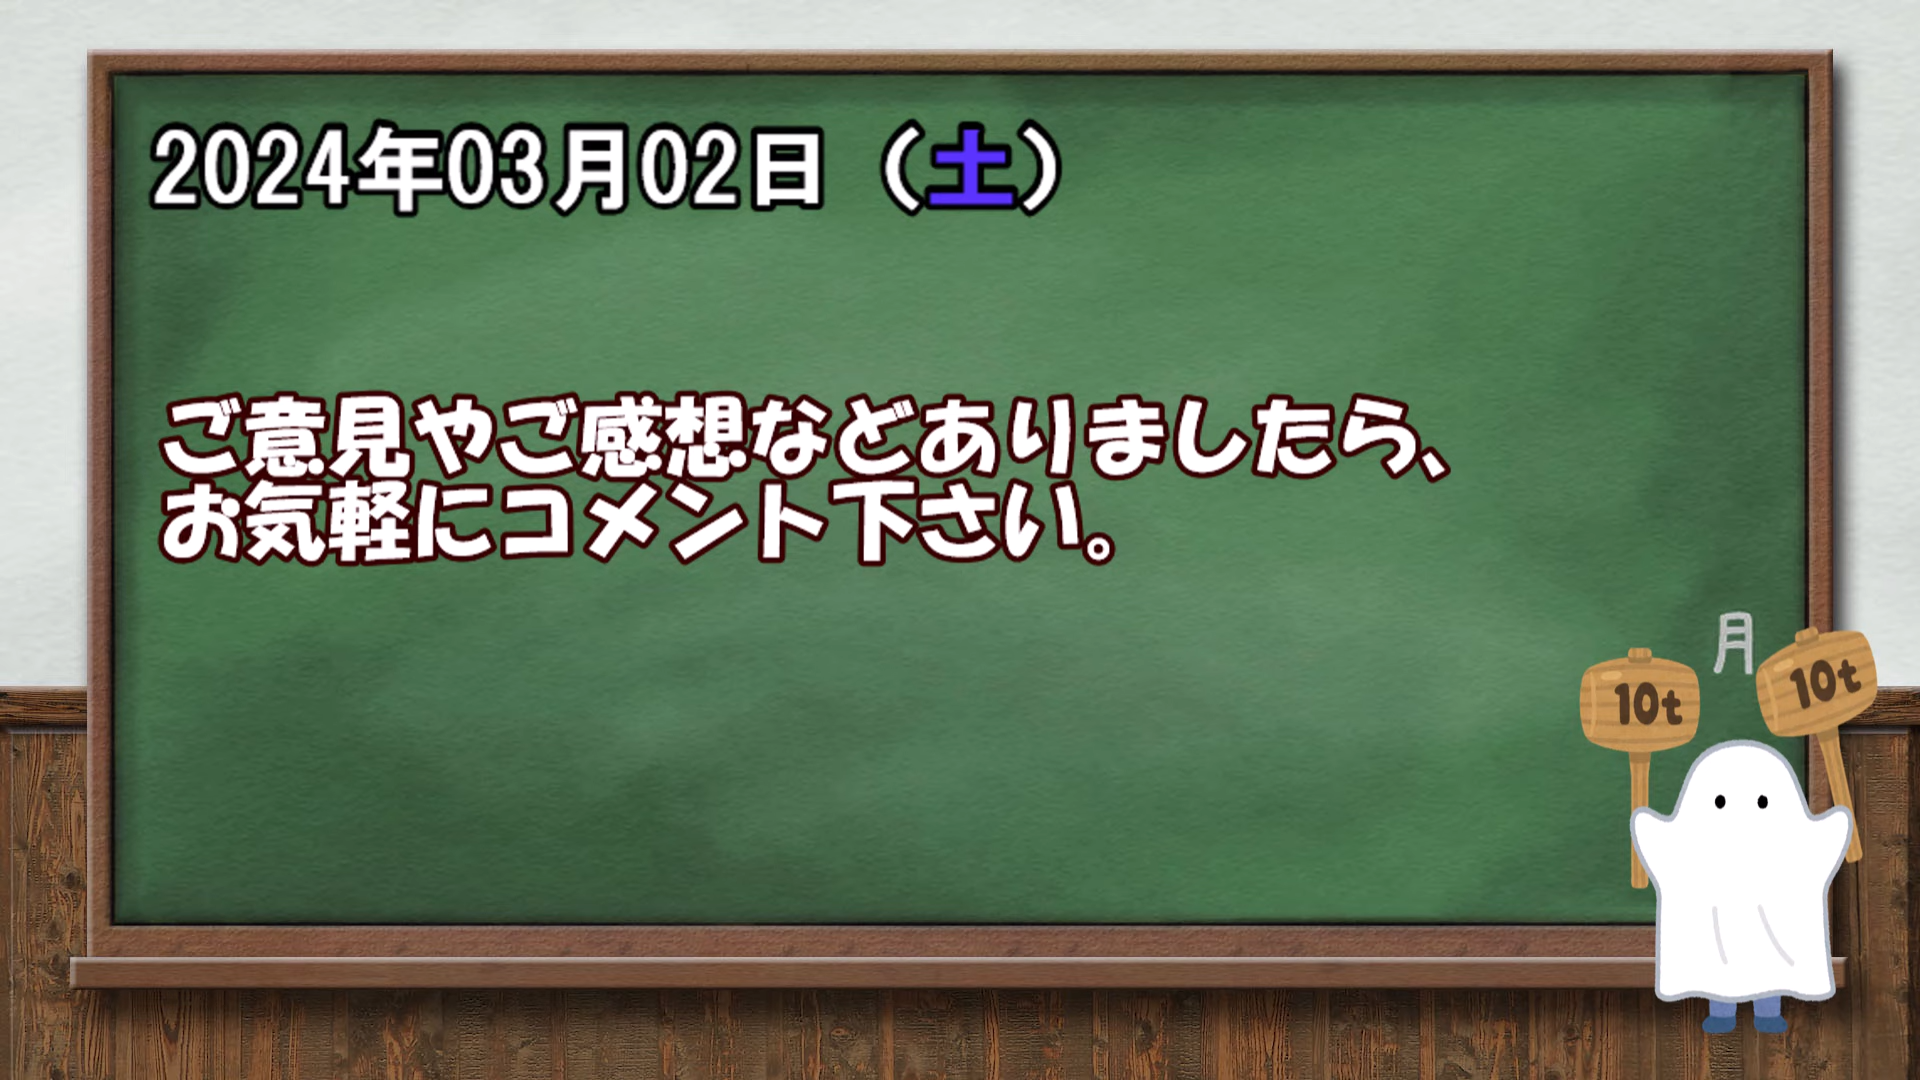 2024年03月02日（土）
ご意見やご感想などありましたら、
お気軽にコメント下さい。
月
10t
10t